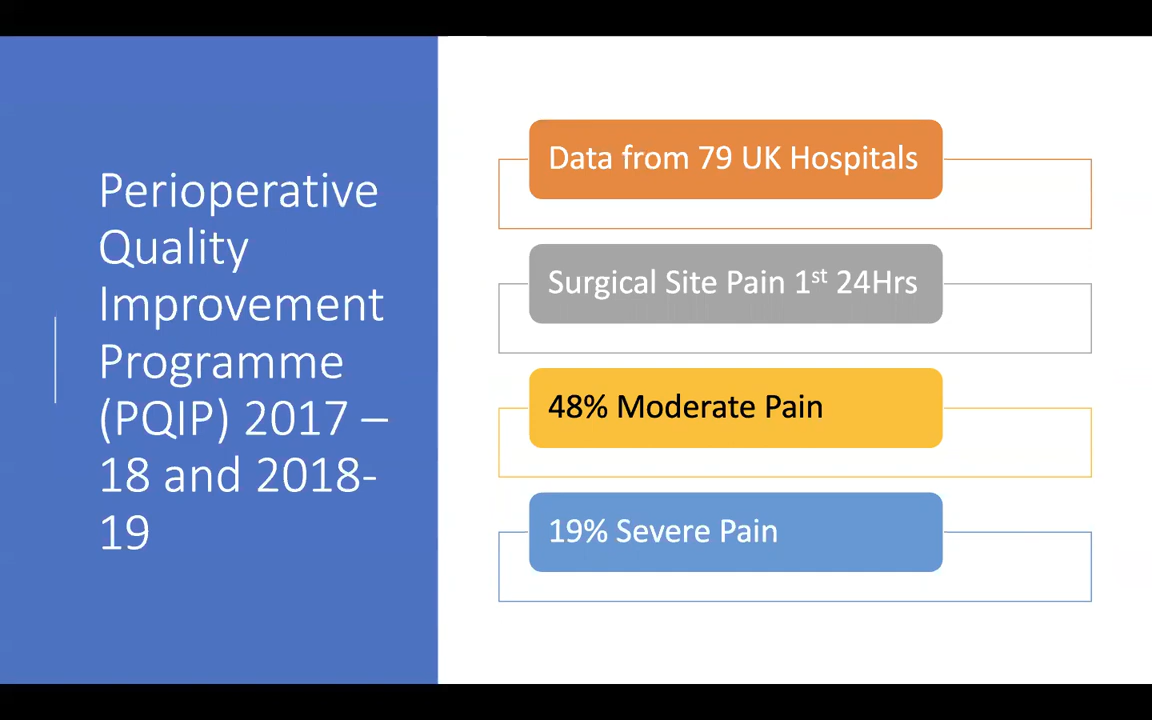 Perioperative
Quality
Improvement
Programme
(PQIP) 2017 –
18 and 2018-
19
Data from 79 UK Hospitals
Surgical Site Pain 1st 24Hrs
48% Moderate Pain
19% Severe Pain